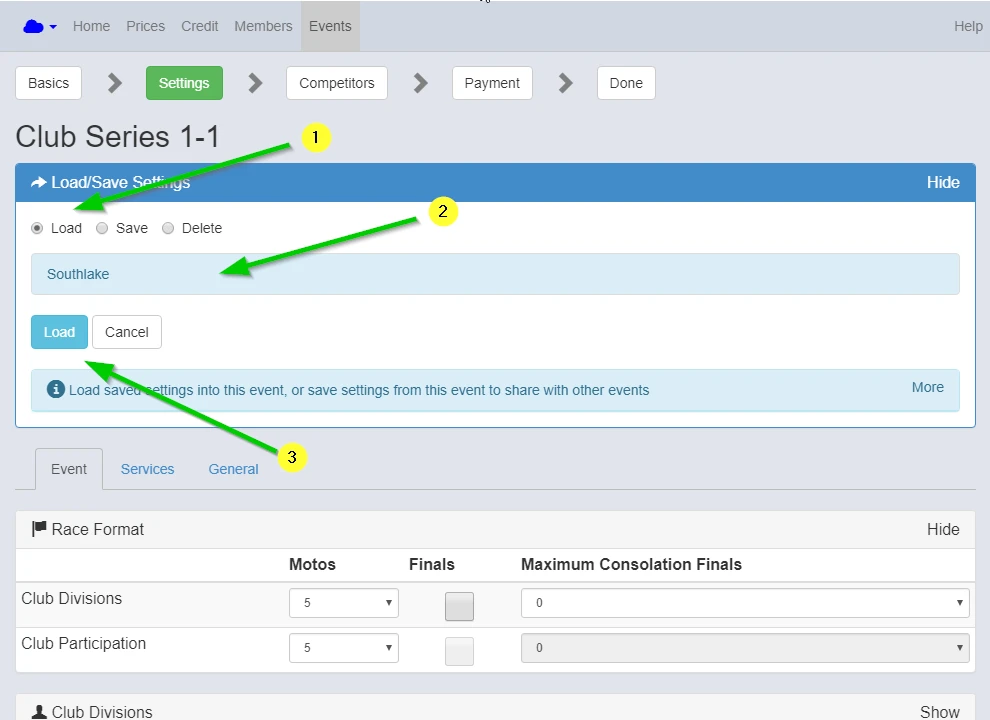 Home Prices Credit Members Events Help
Basics Settings Competitors Payment Done
Club Series 1-1
1
Load/Save Settings Hide
2
Load Save Delete
Southlake
Load Cancel
Load saved settings into this event, or save settings from this event to share with other events More
3
Event Services General
Race Format Hide
Motos Finals Maximum Consolation Finals
Club Divisions 5 0
Club Participation 5 0
Club Divisions Show